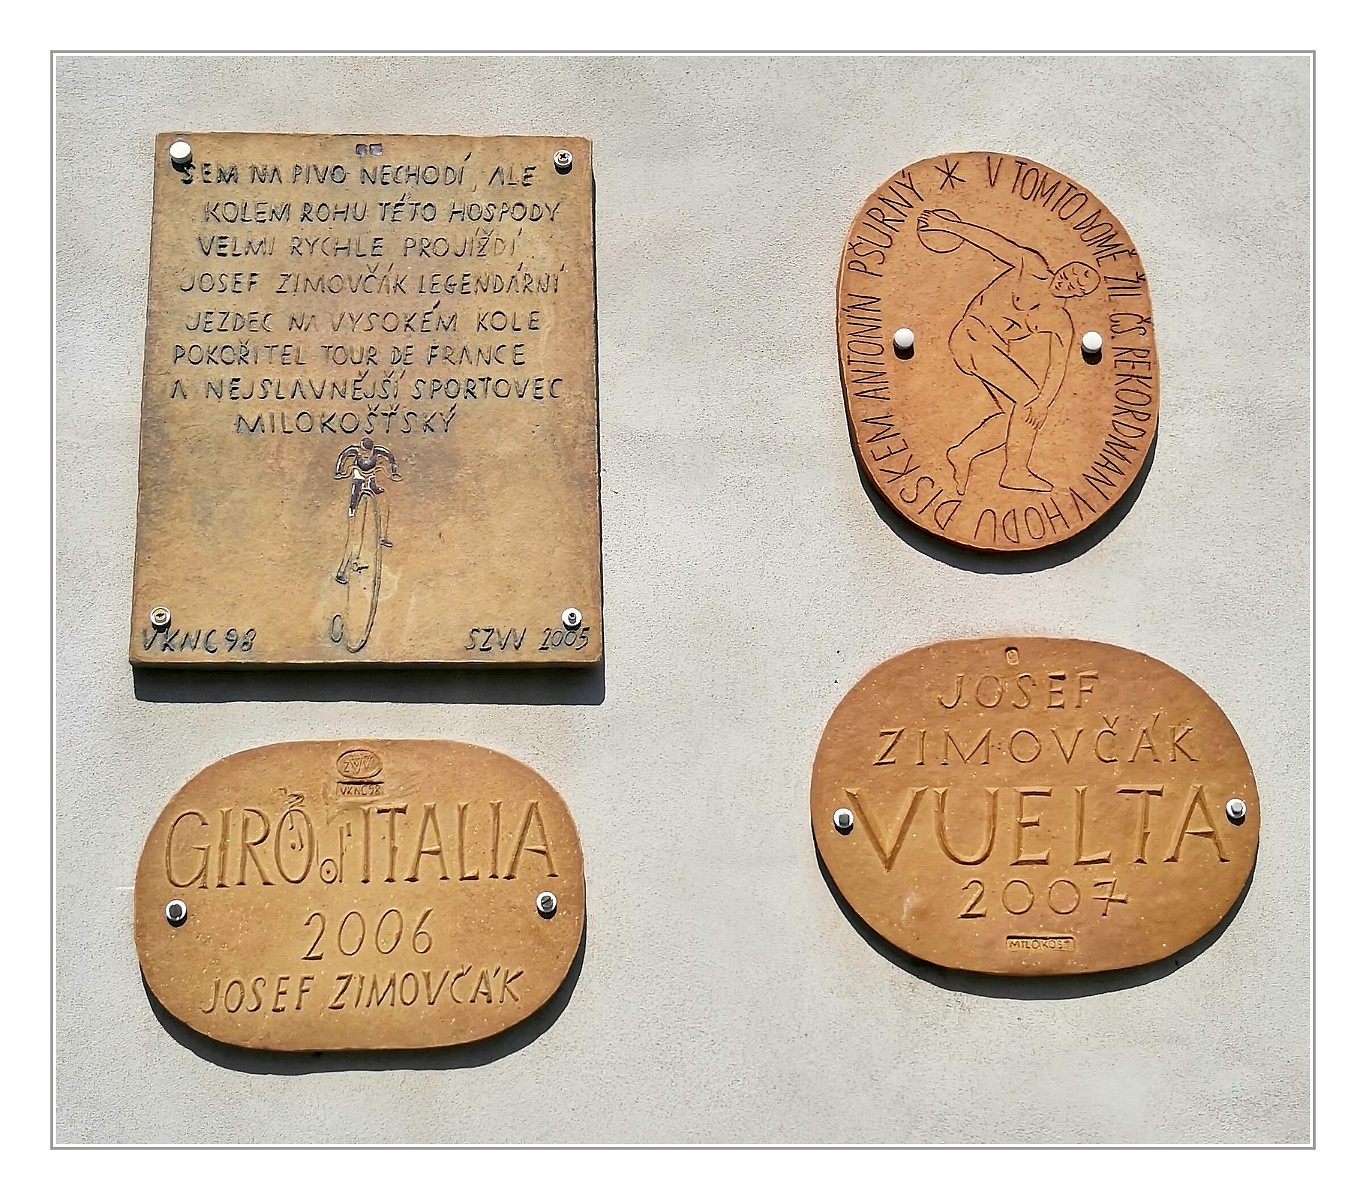 SEM NA PIVO NECHODÍ, ALE
KOLEM ROHU TÉTO HOSPODY
VELMI RYCHLE PROJÍŽDÍ
JOSEF ZIMOVČÁK LEGENDÁRNÍ
JEZDEC NA VYSOKÉM KOLE
POKOŘITEL TOUR DE FRANCE
A NEJSLAVNĚJŠÍ SPORTOVEC
MILOKOŠŤSKÝ
VKNC 98 SZVV 2005
V TOMTO DOMĚ ŽIL ČS. REKORDMAN V HODU DISKEM ANTONÍN PŠURNÝ *
ZVV
VKNC 98
GIRO D'ITALIA
2006
JOSEF ZIMOVČÁK
JOSEF
ZIMOVČÁK
VUELTA
2007
MILOKOŠŤ